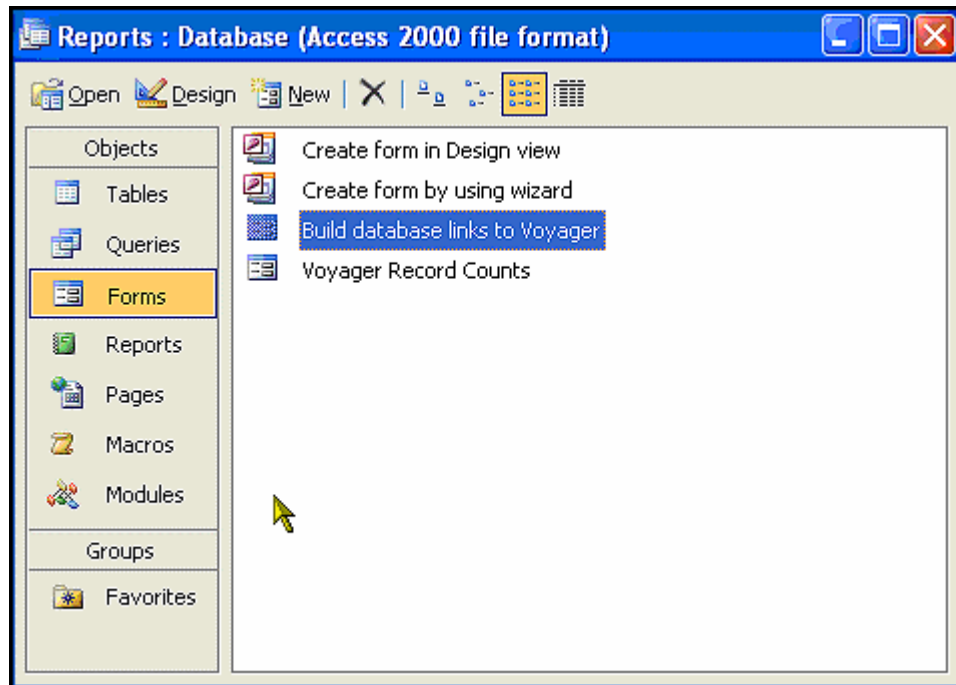 Reports : Database (Access 2000 file format)
Open Design New
Objects
Tables
Queries
Forms
Reports
Pages
Macros
Modules
Groups
Favorites
Create form in Design view
Create form by using wizard
Build database links to Voyager
Voyager Record Counts